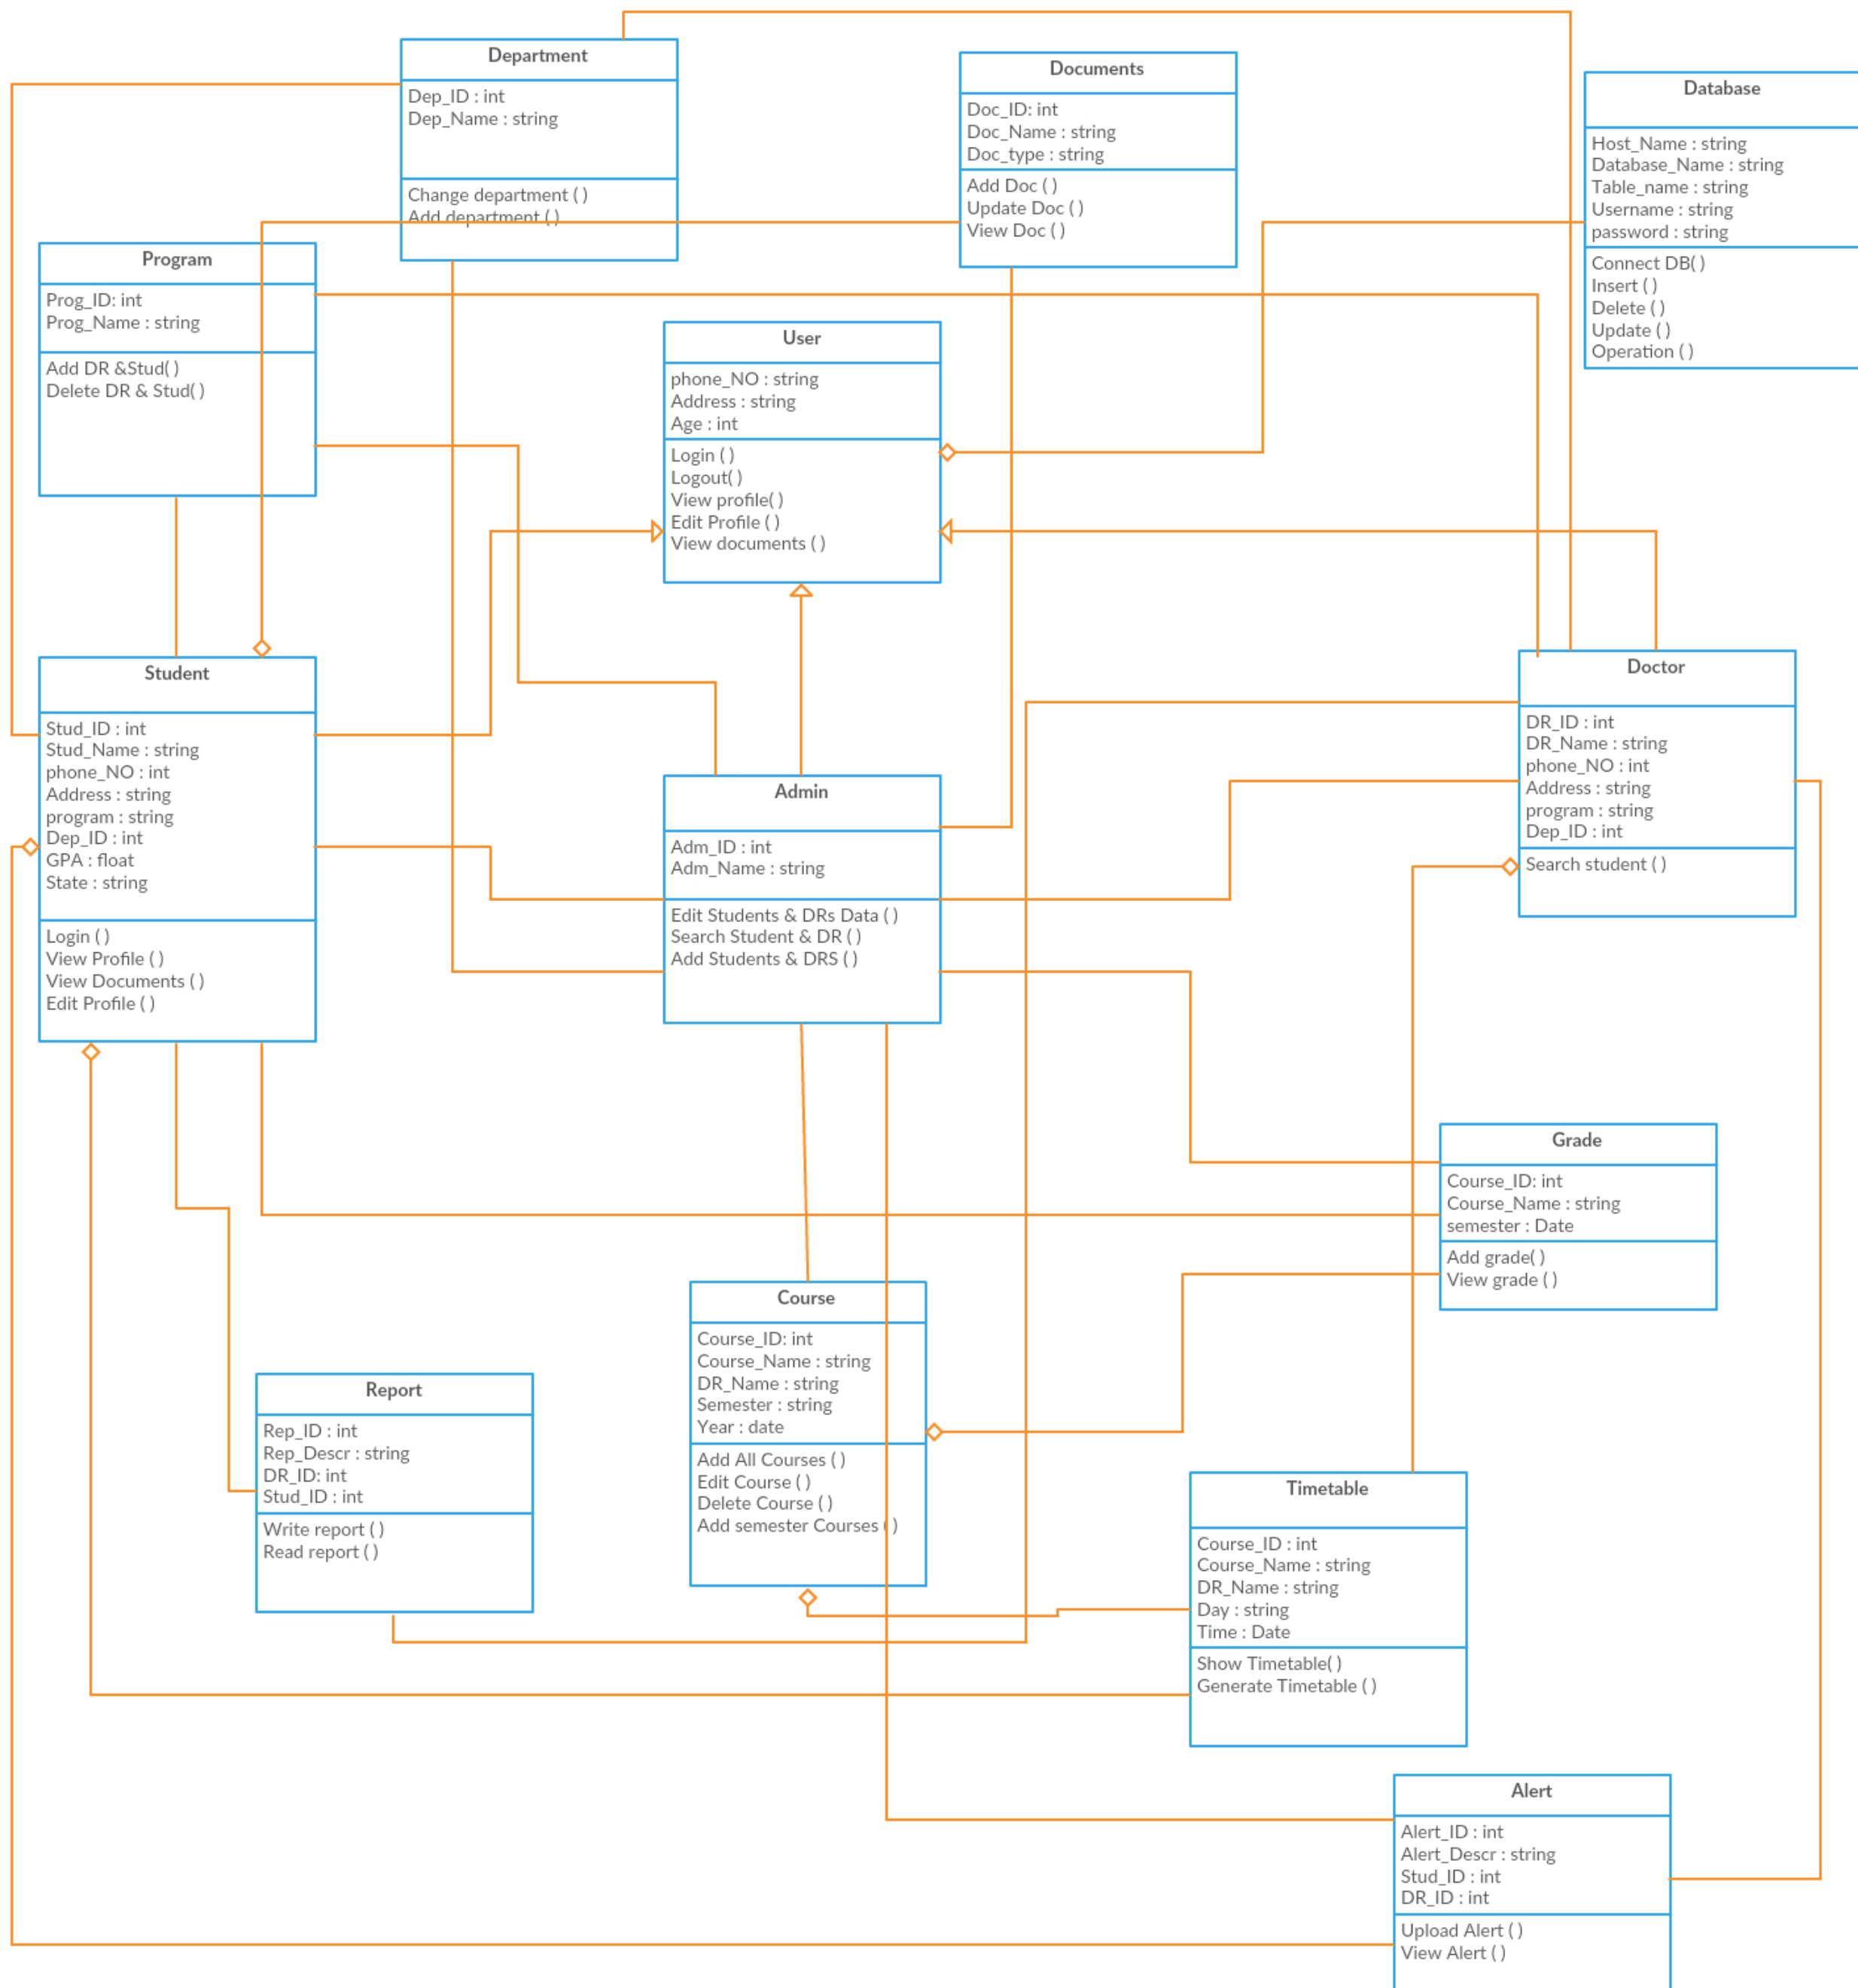 Department
Dep_ID : int
Dep_Name : string
Change department ( )
Add department ( )
Documents
Doc_ID: int
Doc_Name : string
Doc_type : string
Add Doc ( )
Update Doc ( )
View Doc ( )
Database
Host_Name : string
Database_Name : string
Table_name : string
Username : string
password : string
Connect DB( )
Insert ( )
Delete ( )
Update ( )
Operation ( )
Program
Prog_ID: int
Prog_Name : string
Add DR &Stud( )
Delete DR & Stud( )
User
phone_NO : string
Address : string
Age : int
Login ( )
Logout( )
View profile( )
Edit Profile ( )
View documents ( )
Student
Stud_ID : int
Stud_Name : string
phone_NO : int
Address : string
program : string
Dep_ID : int
GPA : float
State : string
Login ( )
View Profile ( )
View Documents ( )
Edit Profile ( )
Admin
Adm_ID : int
Adm_Name : string
Edit Students & DRs Data ( )
Search Student & DR ( )
Add Students & DRS ( )
Doctor
DR_ID : int
DR_Name : string
phone_NO : int
Address : string
program : string
Dep_ID : int
Search student ( )
Grade
Course_ID: int
Course_Name : string
semester : Date
Add grade( )
View grade ( )
Course
Course_ID: int
Course_Name : string
DR_Name : string
Semester : string
Year : date
Add All Courses ( )
Edit Course ( )
Delete Course ( )
Add semester Courses ( )
Report
Rep_ID : int
Rep_Descr : string
DR_ID: int
Stud_ID : int
Write report ( )
Read report ( )
Timetable
Course_ID : int
Course_Name : string
DR_Name : string
Day : string
Time : Date
Show Timetable( )
Generate Timetable ( )
Alert
Alert_ID : int
Alert_Descr : string
Stud_ID : int
DR_ID : int
Upload Alert ( )
View Alert ( )